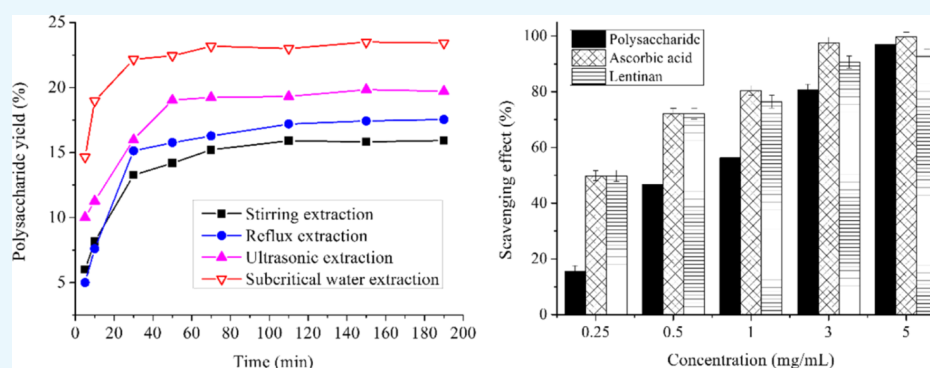 Polysaccharide yield (%)
25
20
15
10
5
0 20 40 60 80 100 120 140 160 180 200
Time (min)
Stirring extraction
Reflux extraction
Ultrasonic extraction
Subcritical water extraction
Scavenging effect (%)
100
80
60
40
20
0
0.25 0.5 1 3 5
Concentration (mg/mL)
Polysaccharide
Ascorbic acid
Lentinan